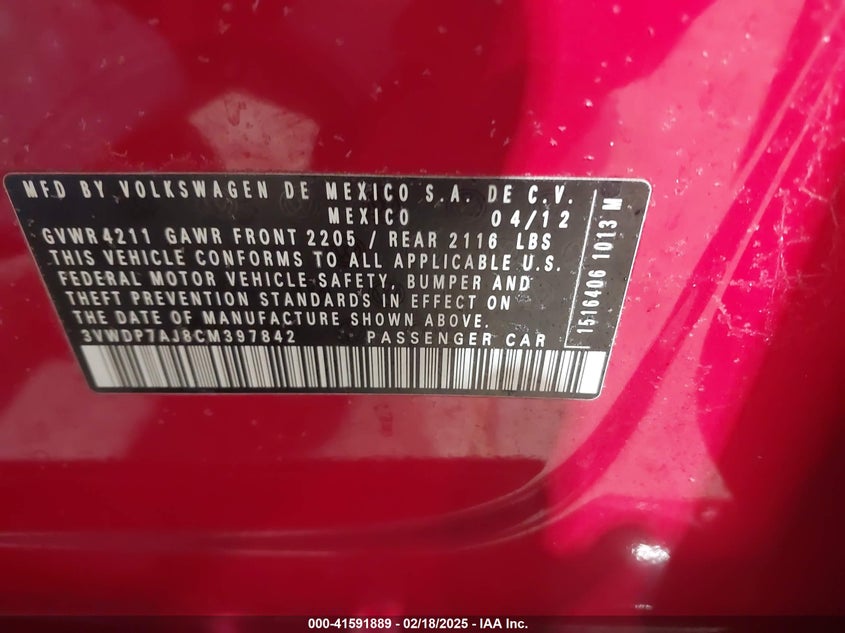 MFD BY VOLKSWAGEN DE MEXICO S.A. DE C.V.
MEXICO 04/12
GVWR4211 GAWR FRONT 2205 / REAR 2116 LBS
THIS VEHICLE CONFORMS TO ALL APPLICABLE U.S.
FEDERAL MOTOR VEHICLE SAFETY, BUMPER AND
THEFT PREVENTION STANDARDS IN EFFECT ON
THE DATE OF MANUFACTURE SHOWN ABOVE.
3VWDP7AJ8CM397842 PASSENGER CAR
1516406 1013 M
000-41591889 - 02/18/2025 - IAA Inc.